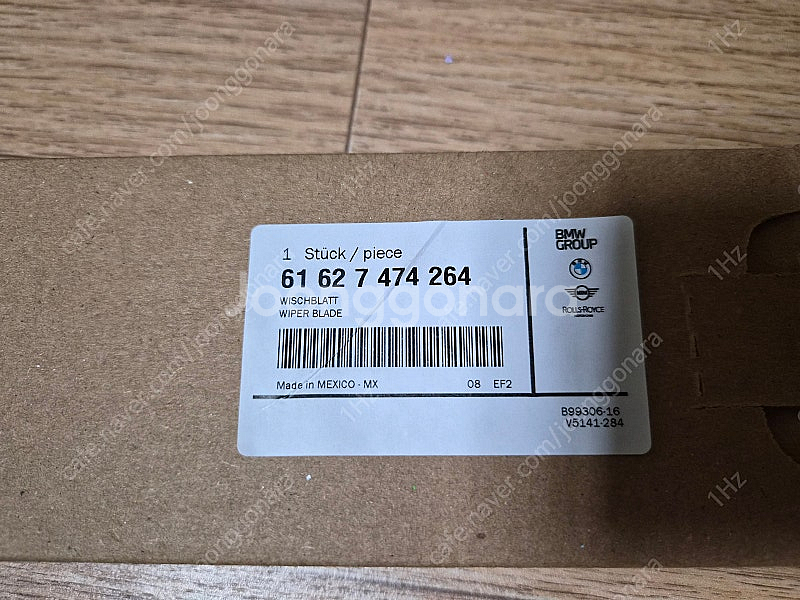 1 Stück / piece
61 62 7 474 264
WISCHBLATT
WIPER BLADE
Made in MEXICO - MX
08 EF2
BMW
GROUP
ROLLS-ROYCE
B99306-16
V5141-284
joonggonara
cafe.naver.com/joonggonara
1Hz